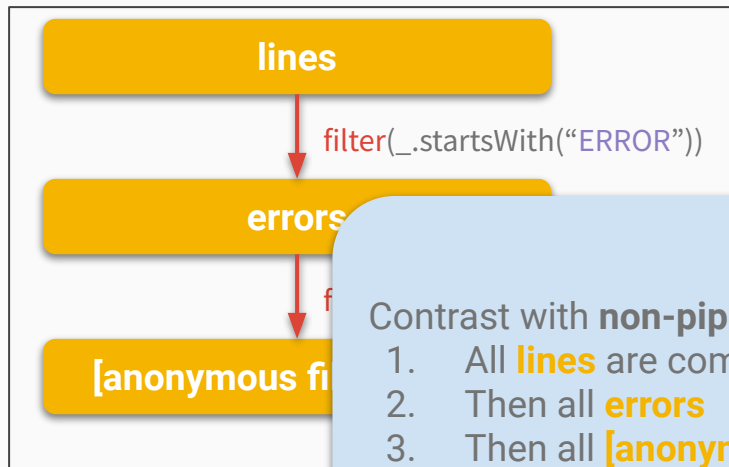 lines
filter(_.startsWith(“ERROR”))
errors
f
[anonymous fi
Contrast with non-pip
1. All lines are com
2. Then all errors
3. Then all [anonym